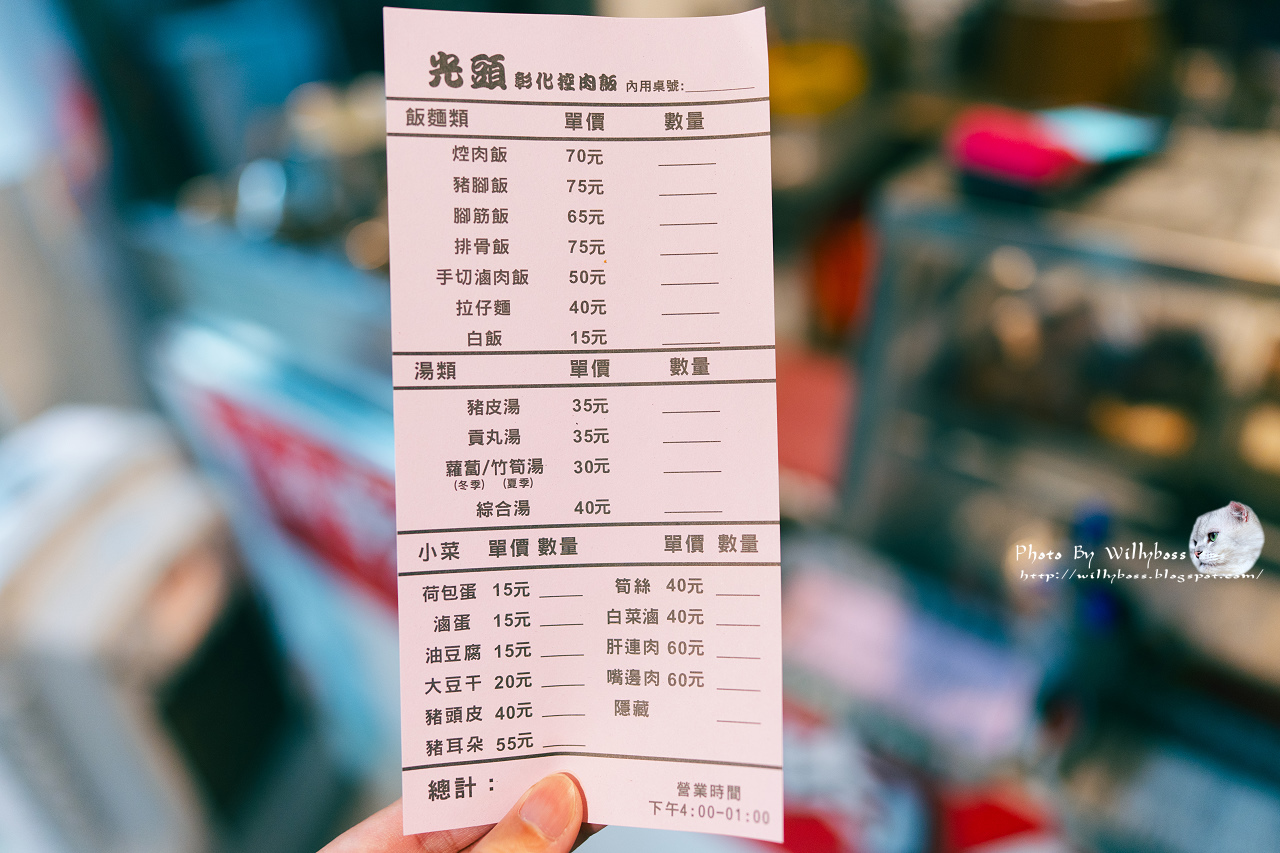 光頭 彰化控肉飯 內用桌號:
飯麵類 單價 數量
焢肉飯 70元
豬腳飯 75元
腳筋飯 65元
排骨飯 75元
手切滷肉飯 50元
拉仔麵 40元
白飯 15元
湯類 單價 數量
豬皮湯 35元
貢丸湯 35元
蘿蔔/竹筍湯 30元
(冬季) (夏季)
綜合湯 40元
小菜 單價 數量 單價 數量
荷包蛋 15元 筍絲 40元
滷蛋 15元 白菜滷 40元
油豆腐 15元 肝連肉 60元
大豆干 20元 嘴邊肉 60元
豬頭皮 40元 隱藏
豬耳朵 55元
總計：
營業時間
下午4:00-01:00
Photo By Willybass
http://willybass.blogspot.com/